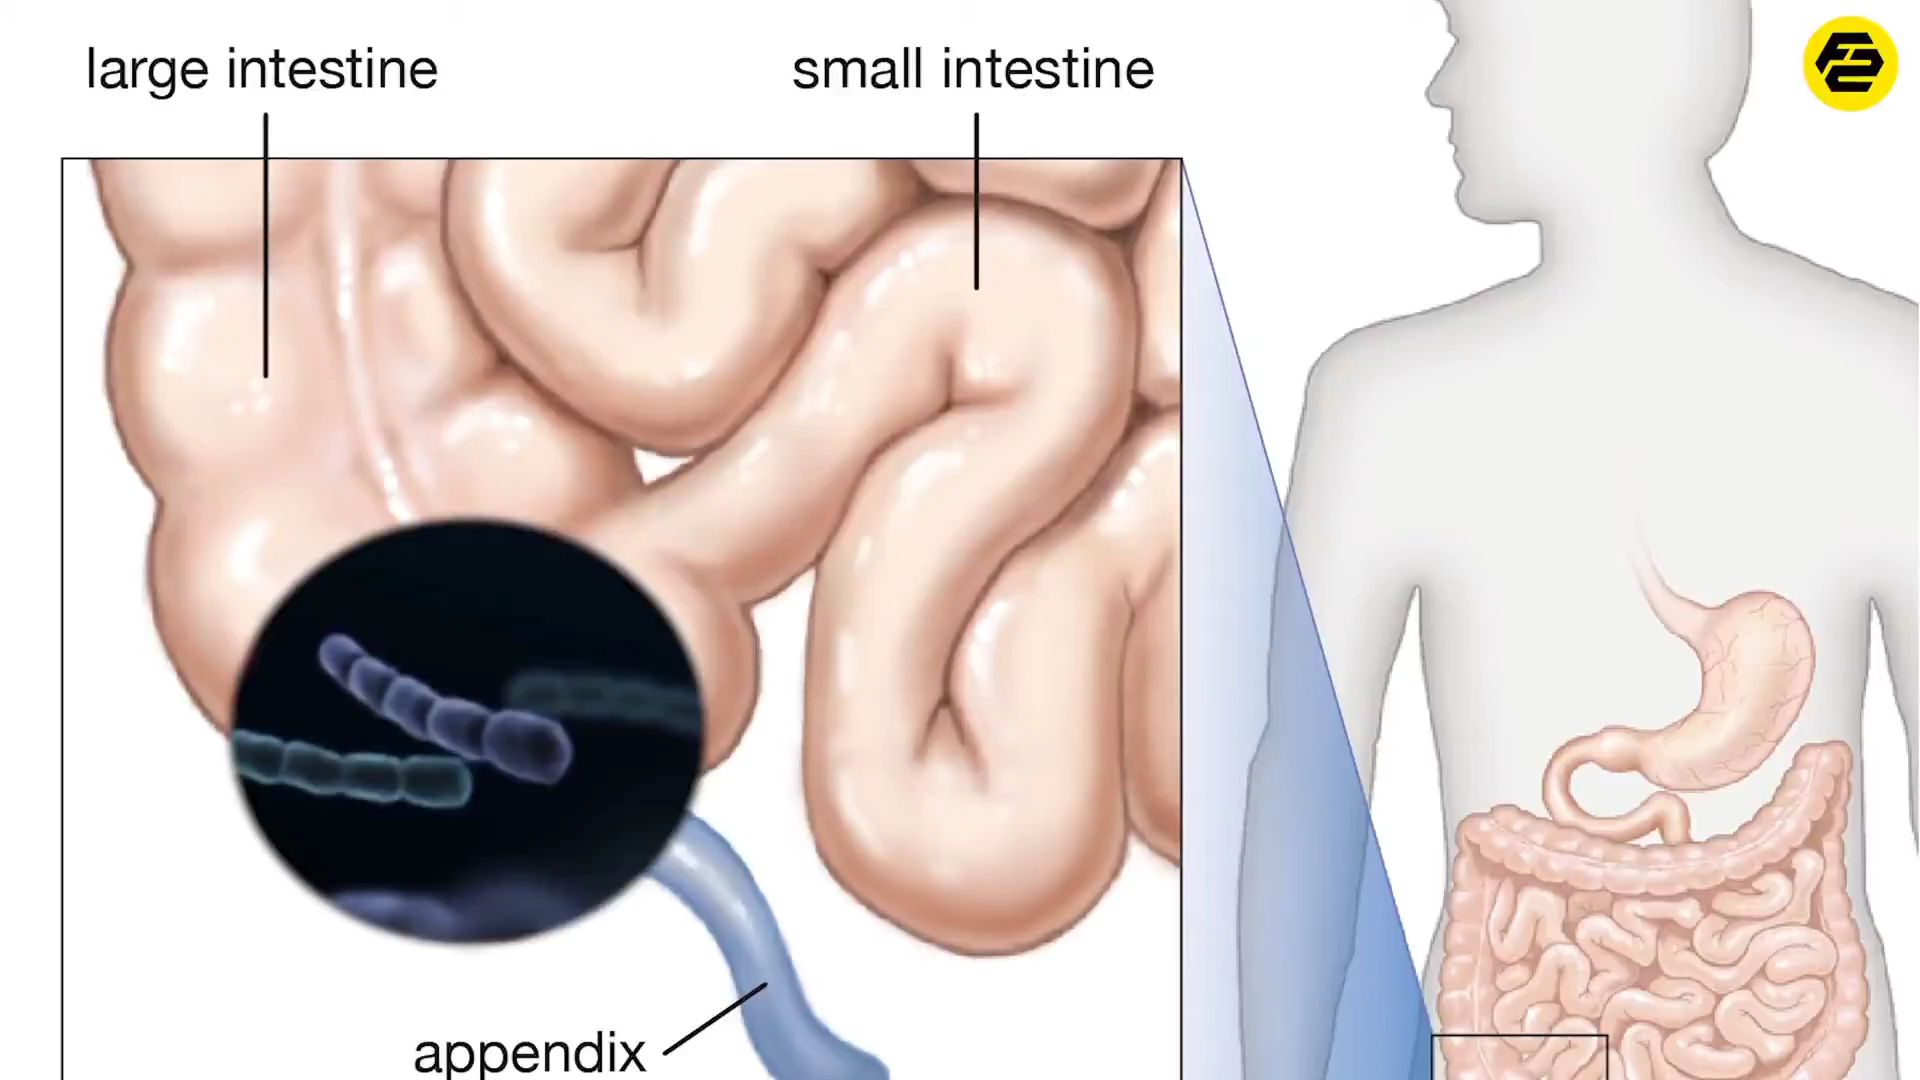 large intestine
small intestine
appendix